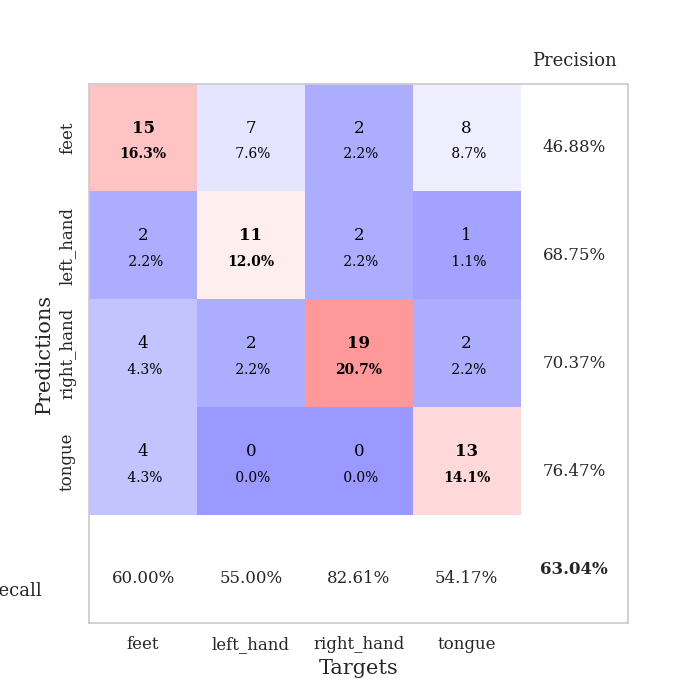 Precision
feet
15 7 2 8
16.3% 7.6% 2.2% 8.7%
46.88%
left_hand
2 11 2 1
2.2% 12.0% 2.2% 1.1%
68.75%
Predictions
right_hand
4 2 19 2
4.3% 2.2% 20.7% 2.2%
70.37%
tongue
4 0 0 13
4.3% 0.0% 0.0% 14.1%
76.47%
ecall
60.00% 55.00% 82.61% 54.17% 63.04%
feet left_hand right_hand tongue
Targets